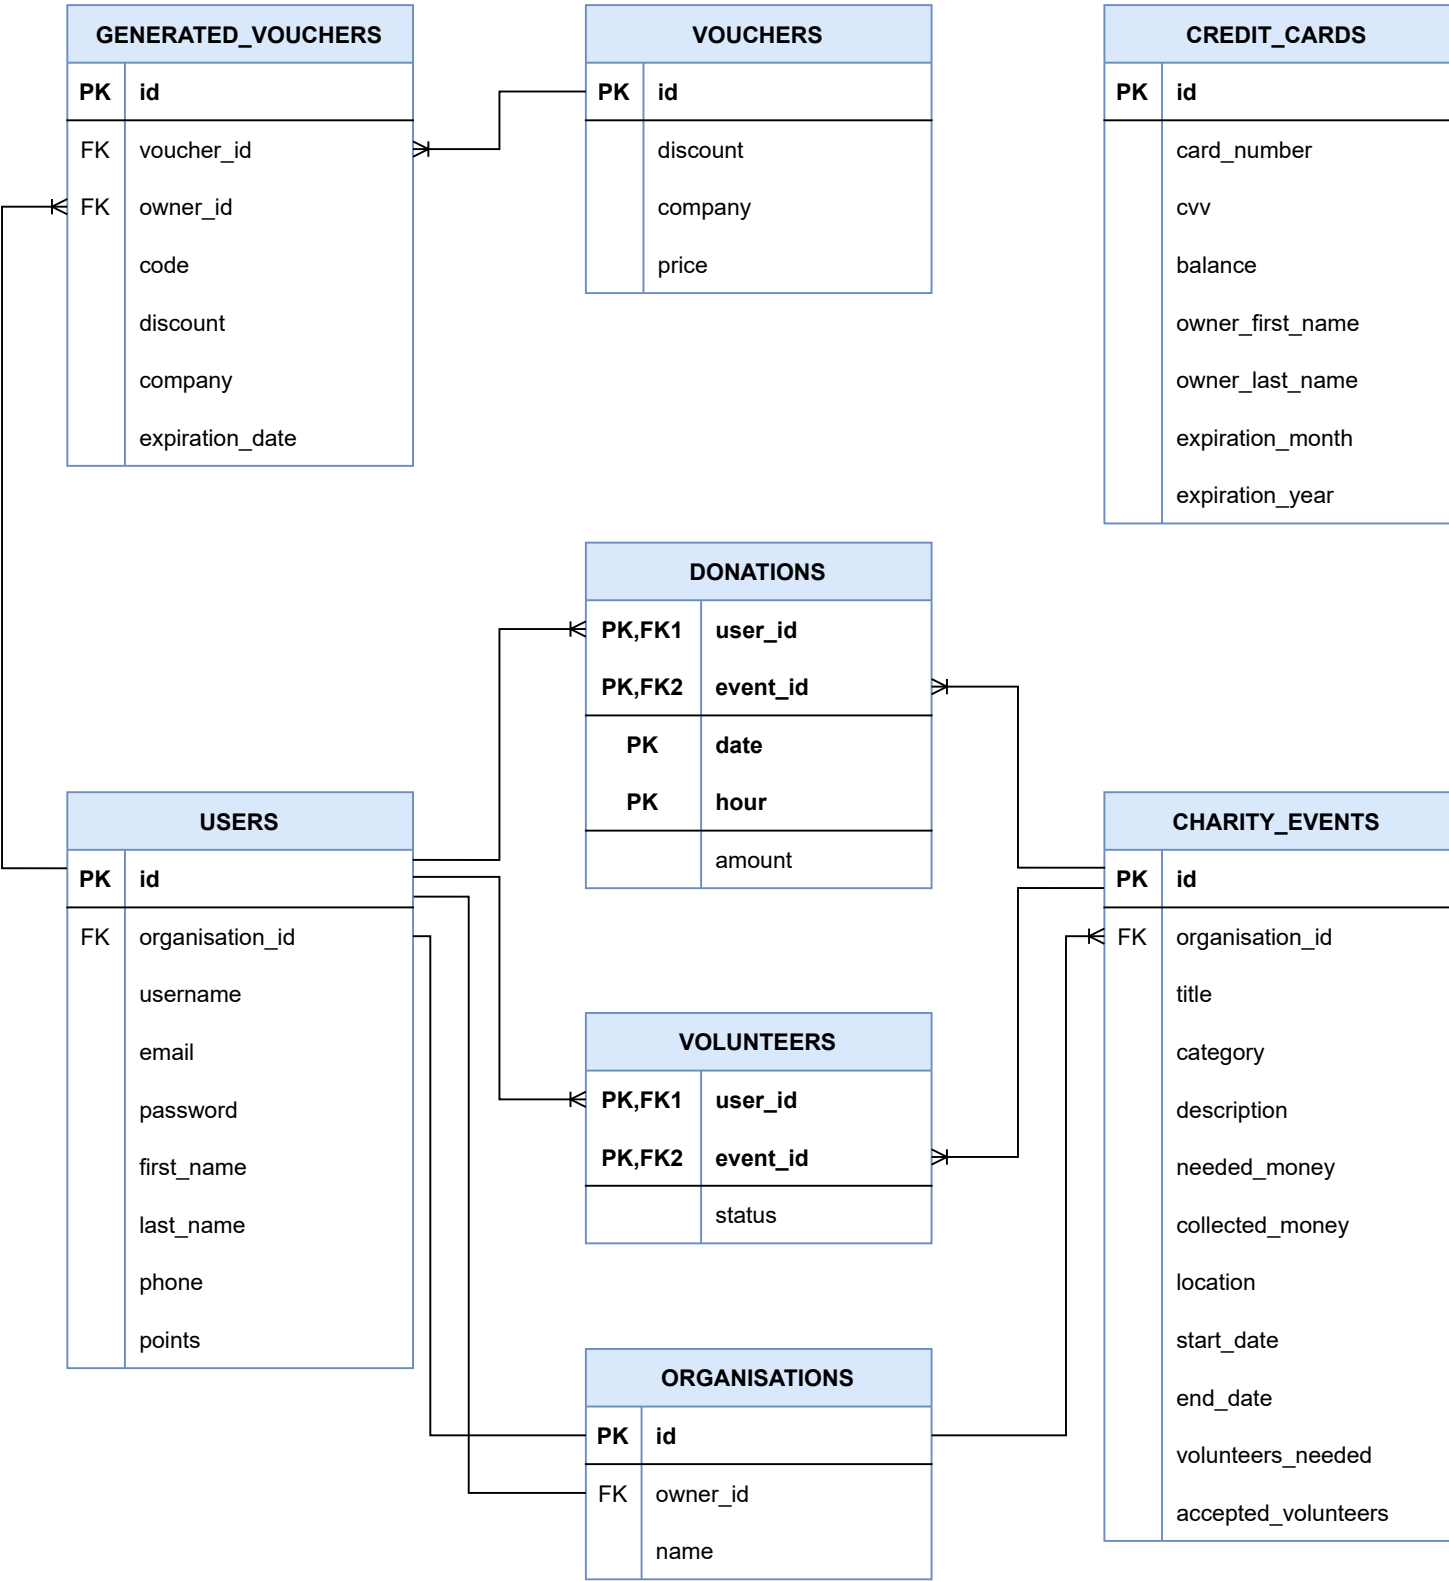 GENERATED_VOUCHERS
PK id
FK voucher_id
FK owner_id
code
discount
company
expiration_date
VOUCHERS
PK id
discount
company
price
CREDIT_CARDS
PK id
card_number
cvv
balance
owner_first_name
owner_last_name
expiration_month
expiration_year
DONATIONS
PK,FK1 user_id
PK,FK2 event_id
PK date
PK hour
amount
USERS
PK id
FK organisation_id
username
email
password
first_name
last_name
phone
points
VOLUNTEERS
PK,FK1 user_id
PK,FK2 event_id
status
ORGANISATIONS
PK id
FK owner_id
name
CHARITY_EVENTS
PK id
FK organisation_id
title
category
description
needed_money
collected_money
location
start_date
end_date
volunteers_needed
accepted_volunteers